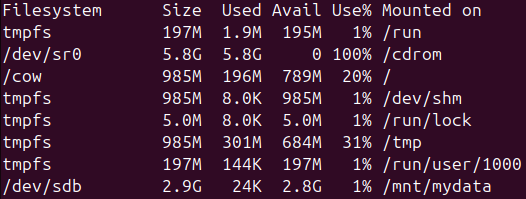 Filesystem Size Used Avail Use% Mounted on
tmpfs 197M 1.9M 195M 1% /run
/dev/sr0 5.8G 5.8G 0 100% /cdrom
/cow 985M 196M 789M 20% /
tmpfs 985M 8.0K 985M 1% /dev/shm
tmpfs 5.0M 8.0K 5.0M 1% /run/lock
tmpfs 985M 301M 684M 31% /tmp
tmpfs 197M 144K 197M 1% /run/user/1000
/dev/sdb 2.9G 24K 2.8G 1% /mnt/mydata